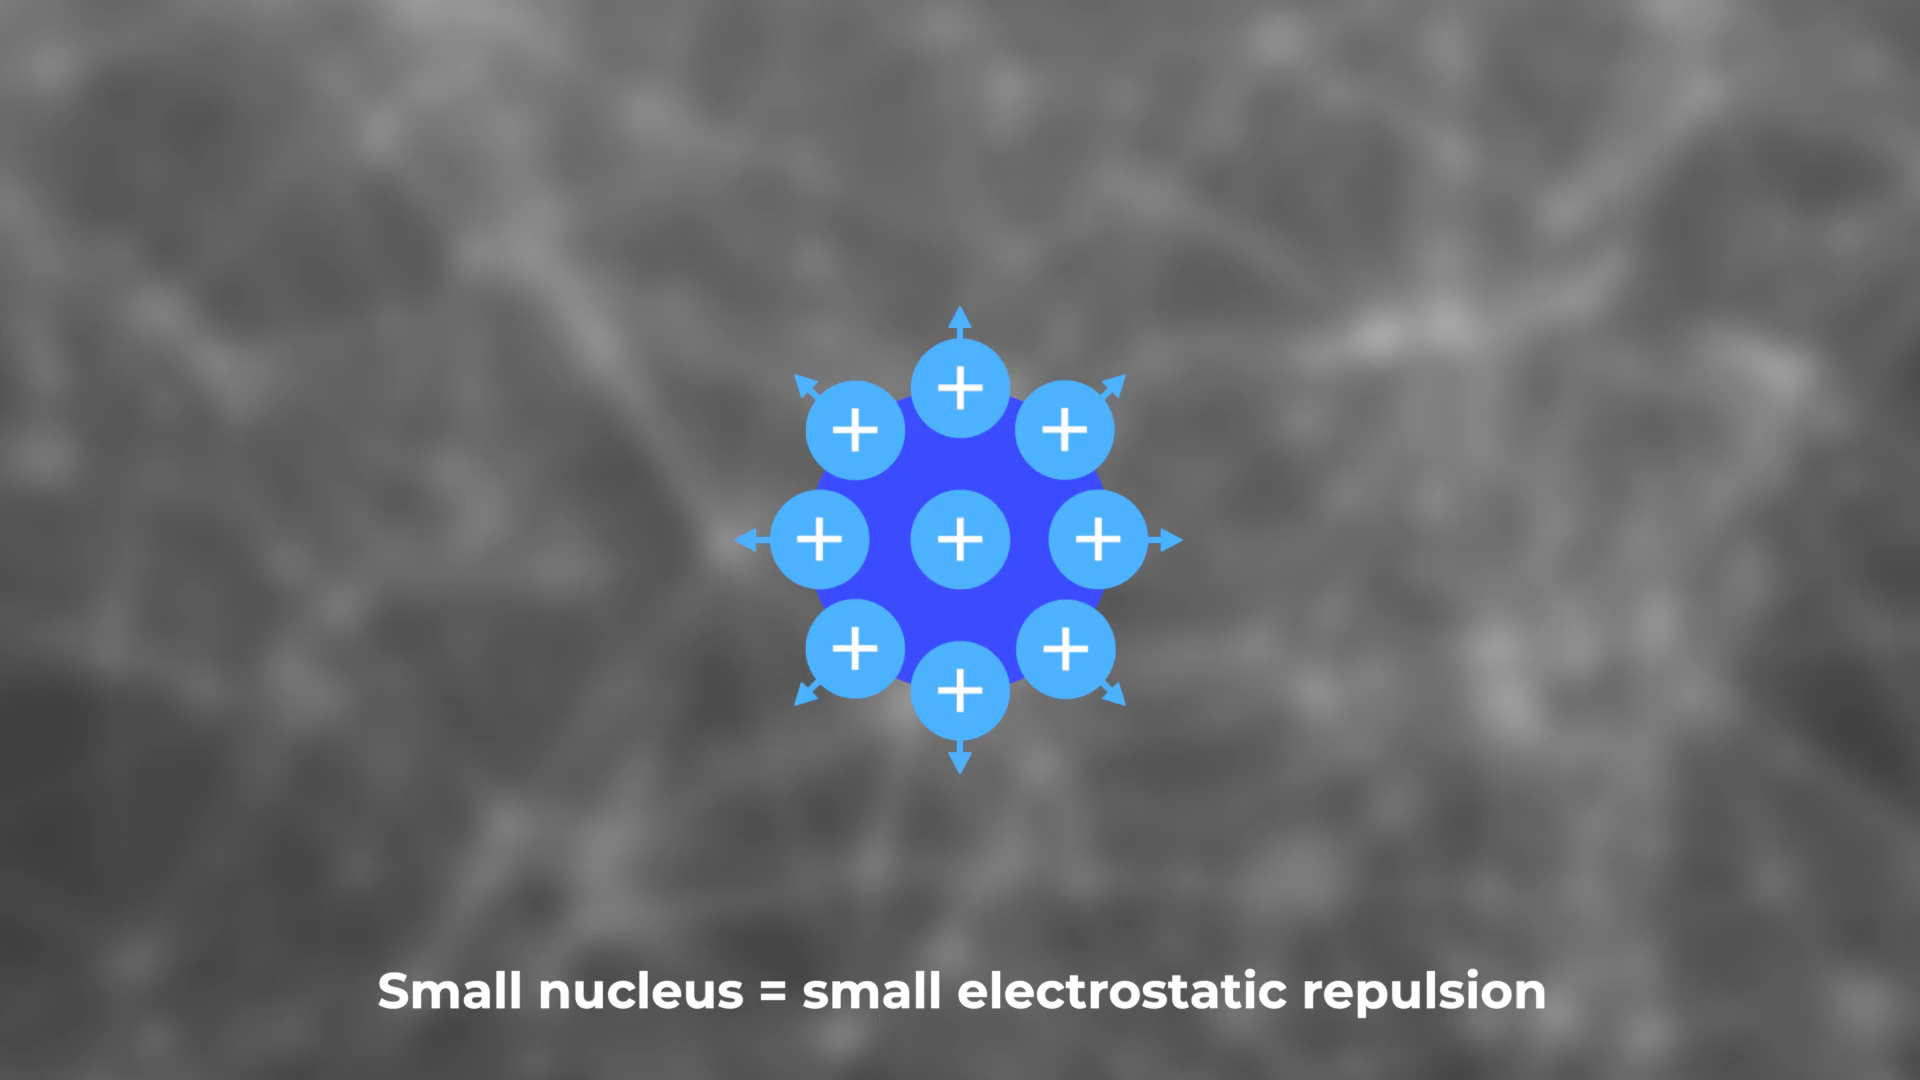 +
+ +
+ + +
+ +
+
Small nucleus = small electrostatic repulsion